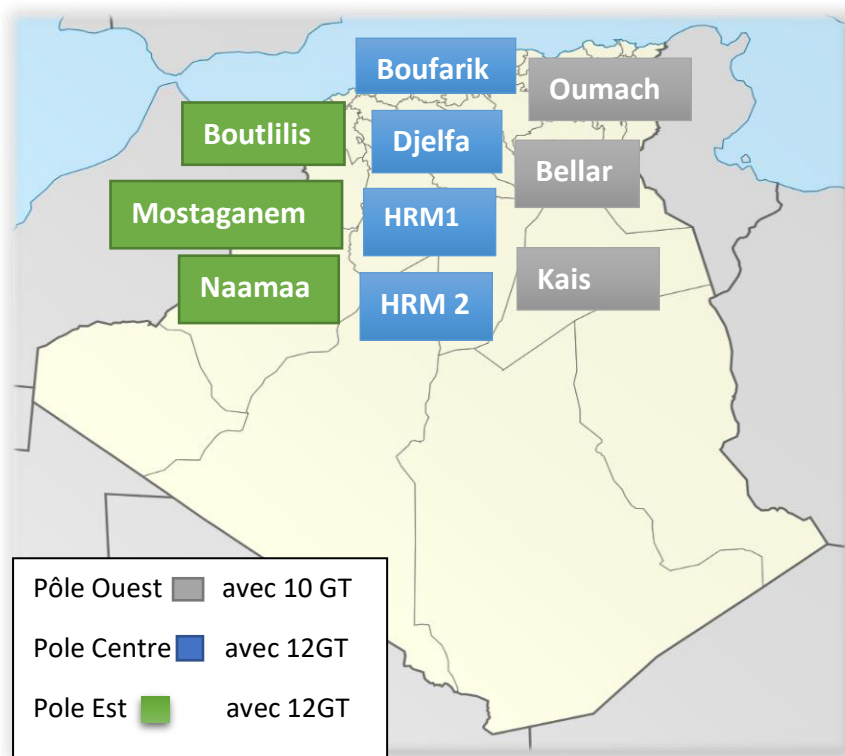 Boufarik
Oumach
Boutlilis
Djelfa
Bellar
Mostaganem
HRM1
Naamaa
HRM 2
Kais
Pôle Ouest avec 10 GT
Pole Centre avec 12GT
Pole Est avec 12GT